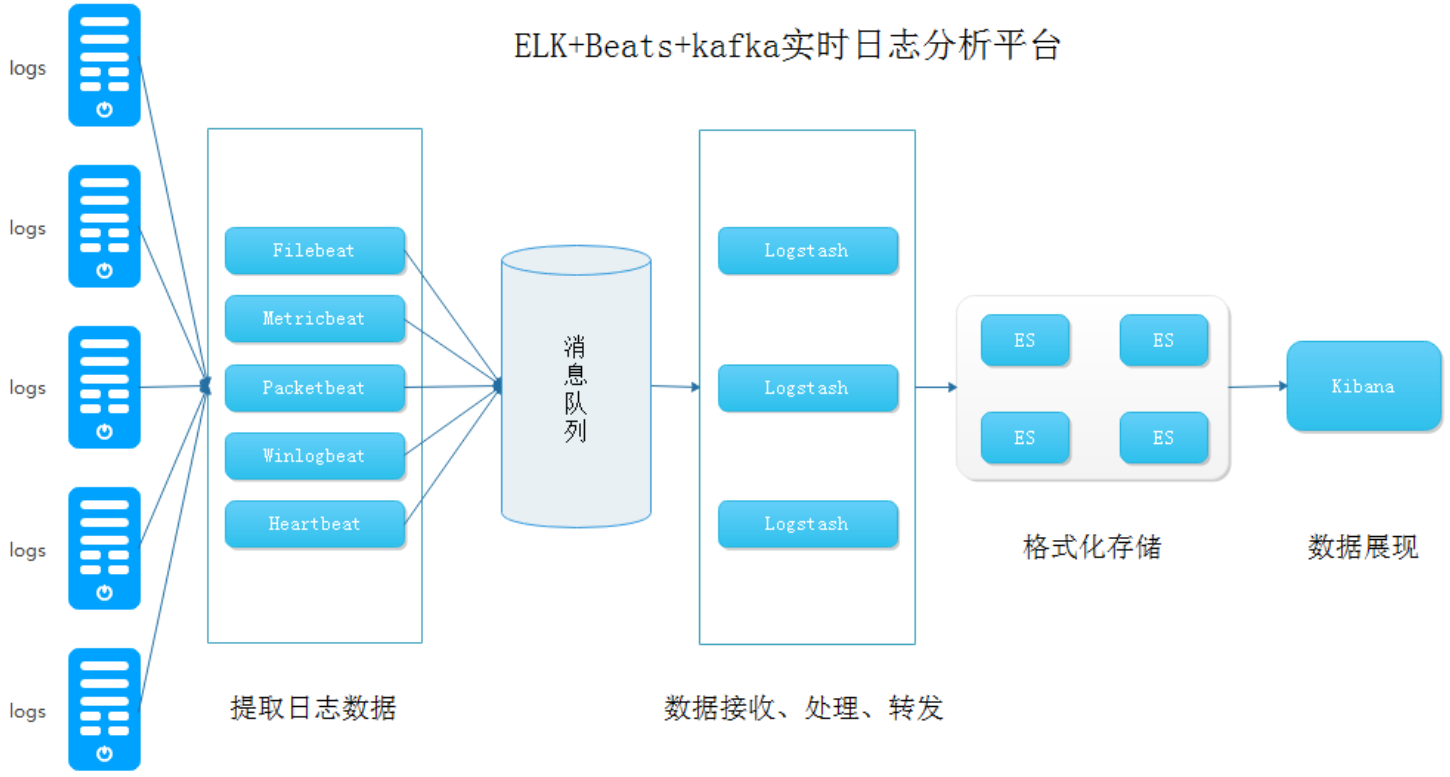 ELK+Beats+kafka实时日志分析平台
logs
logs
logs
logs
logs
Filebeat
Metricbeat
Packetbeat
Winlogbeat
Heartbeat
提取日志数据
消息队列
Logstash
Logstash
Logstash
数据接收、处理、转发
ES
ES
ES
ES
格式化存储
Kibana
数据展现